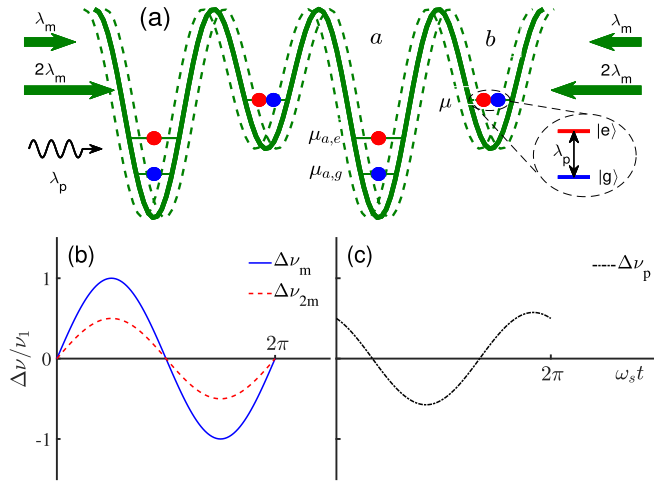 λm (a) a b λm
2λm 2λm
μ
μa,e |e⟩
λp
μa,g |g⟩
λp
(b) Δνm (c) Δνp
1 Δν2m
Δν/ν1
2π
0
2π ωst
-1